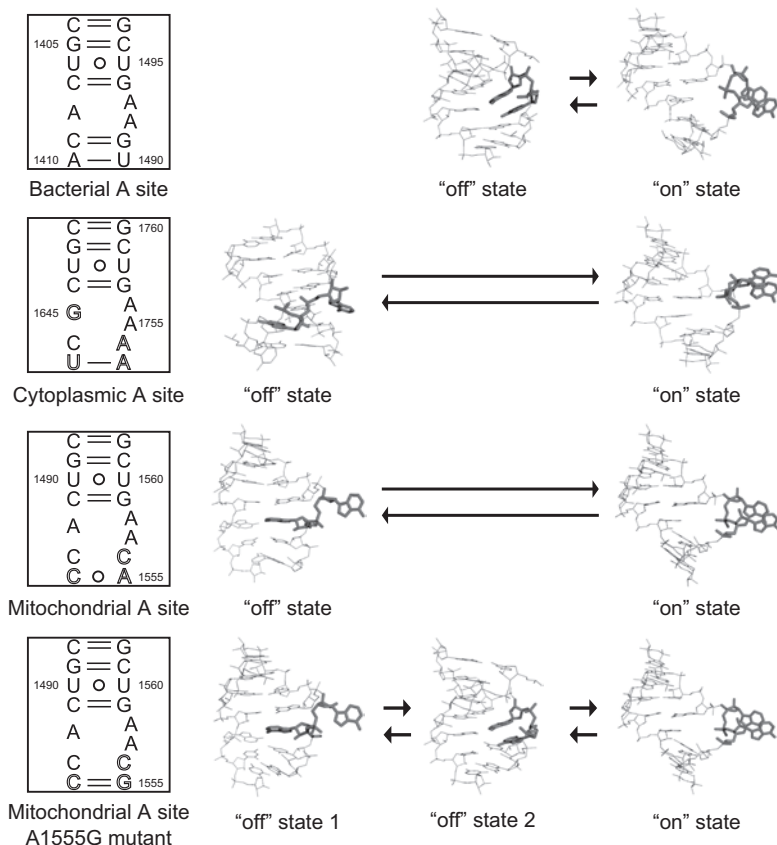 C G
1405 G C
U U 1495
C G
A
A A
C G
1410 A U 1490
Bacterial A site
"off" state
"on" state
C G 1760
G C
U U
C G
1645 G A
A 1755
C A
U A
Cytoplasmic A site
"off" state
"on" state
C G
G C
1490 U U 1560
C G
A
A A
C C
C A 1555
Mitochondrial A site
"off" state
"on" state
C G
G C
1490 U U 1560
C G
A
A A
C C
C G 1555
Mitochondrial A site
A1555G mutant
"off" state 1
"off" state 2
"on" state